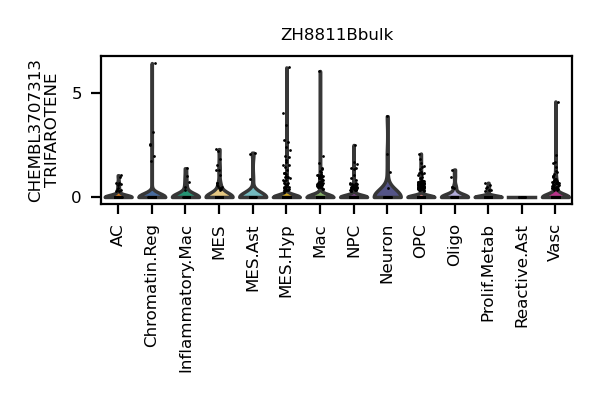 ZH8811Bbulk
CHEMBL3707313
TRIFAROTENE
5
0
AC
Chromatin.Reg
Inflammatory.Mac
MES
MES.Ast
MES.Hyp
Mac
NPC
Neuron
OPC
Oligo
Prolif.Metab
Reactive.Ast
Vasc